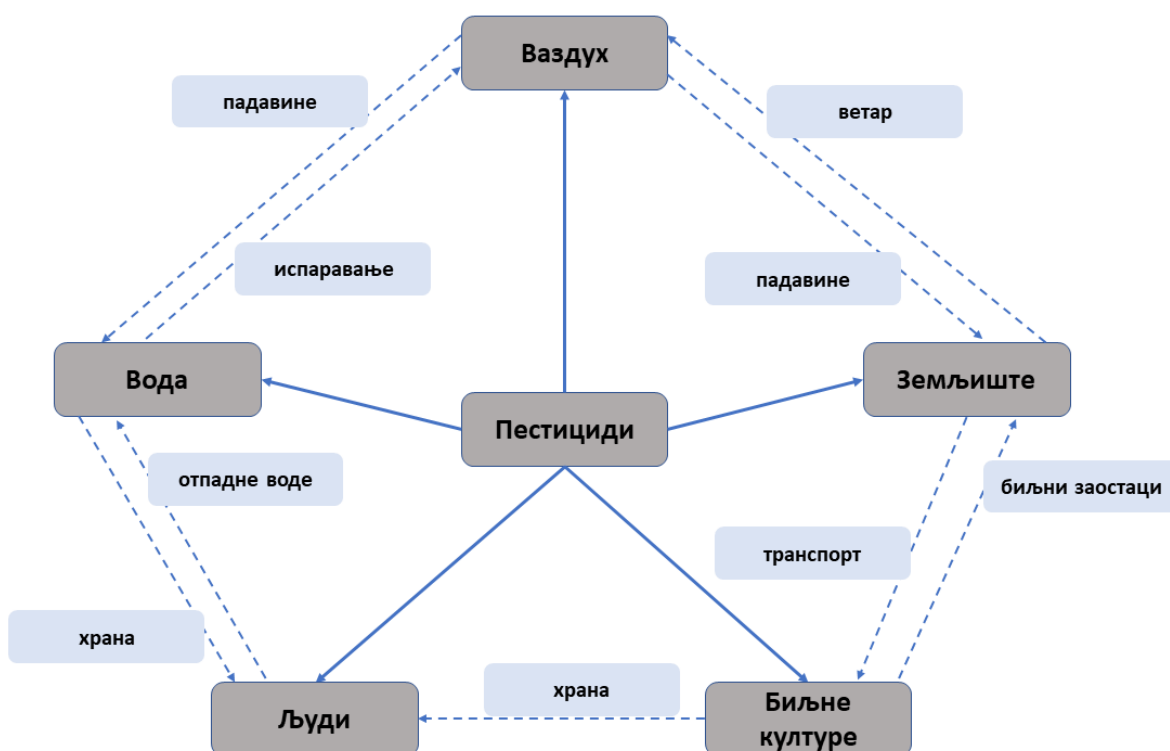 Ваздух
падавине
ветар
испаравање
падавине
Вода
Земљиште
Пестициди
отпадне воде
биљни заостаци
транспорт
храна
храна
Људи
Биљне
културе